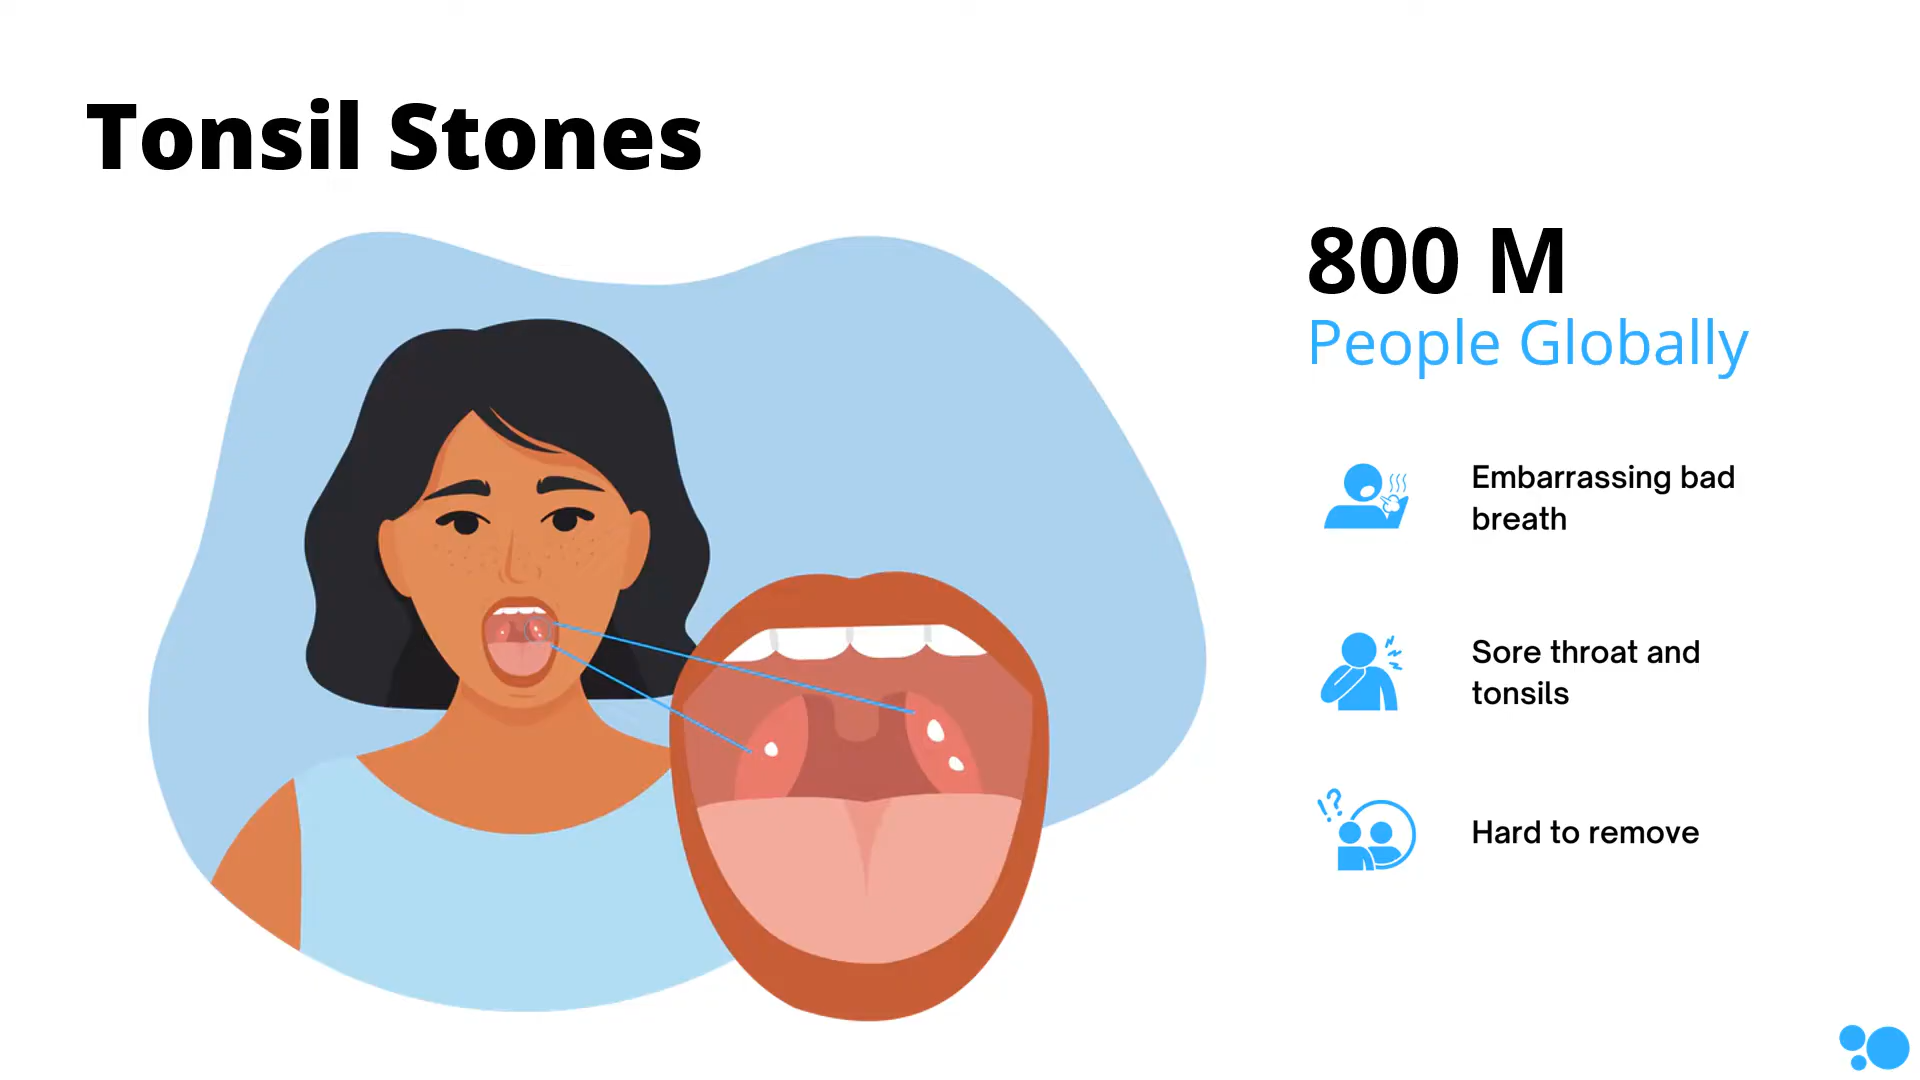 Tonsil Stones
800 M
People Globally
Embarrassing bad
breath
Sore throat and
tonsils
!?
Hard to remove